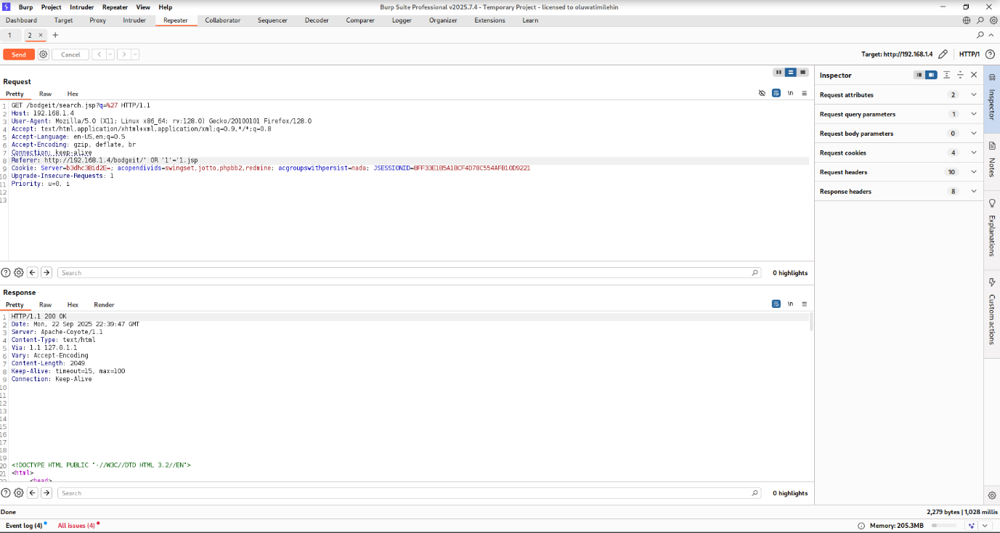 Burp Project Intruder Repeater View Help Burp Suite Professional v2025.7.4 - Temporary Project - licensed to oluwatimilehin
Dashboard Target Proxy Intruder Repeater Collaborator Sequencer Decoder Comparer Logger Organizer Extensions Learn
1 2 × +
Send Cancel Target: http://192.168.1.4 HTTP/1
Request
Pretty Raw Hex
\n
1 GET /bodgeit/search.jsp?q=%27 HTTP/1.1
2 Host: 192.168.1.4
3 User-Agent: Mozilla/5.0 (X11; Linux x86_64; rv:128.0) Gecko/20100101 Firefox/128.0
4 Accept: text/html,application/xhtml+xml,application/xml;q=0.9,*/*;q=0.8
5 Accept-Language: en-US,en;q=0.5
6 Accept-Encoding: gzip, deflate, br
7 Connection: keep-alive
8 Referer: http://192.168.1.4/bodgeit/' OR '1'='1.jsp
9 Cookie: Server=b3dhc3Bid2E=; acopendivids=swingset,jotto,phpbb2,redmine; acgroupswithpersist=nada; JSESSIONID=8FF33E1B5A1BCF4D78C554AFB10D9221
10 Upgrade-Insecure-Requests: 1
11 Priority: u=0, i
12
13
Search 0 highlights
Response
Pretty Raw Hex Render
\n
1 HTTP/1.1 200 OK
2 Date: Mon, 22 Sep 2025 22:39:47 GMT
3 Server: Apache-Coyote/1.1
4 Content-Type: text/html
5 Via: 1.1 127.0.1.1
6 Vary: Accept-Encoding
7 Content-Length: 2049
8 Keep-Alive: timeout=15, max=100
9 Connection: Keep-Alive
10
11
12
13
14
15
16
17
18
19
20 <!DOCTYPE HTML PUBLIC "-//W3C//DTD HTML 3.2//EN">
21 <html>
22 <head>
Search 0 highlights
Inspector
Request attributes 2
Request query parameters 1
Request body parameters 0
Request cookies 4
Request headers 10
Response headers 8
Inspector
Notes
Explanations
Custom actions
Done 2,279 bytes | 1,028 millis
Event log (4) All issues (4) Memory: 205.3MB